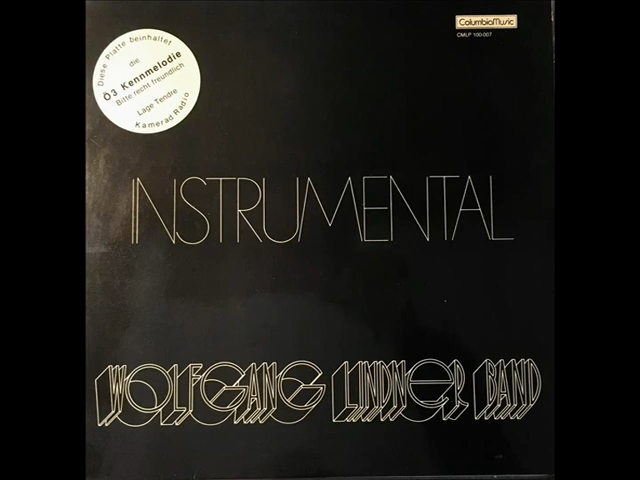 ColumbiaMusic
CMLP 100-007
Diese Platte beinhaltet
die
Ö3 Kennmelodie
Bitte recht freundlich
Lage Tendre
Kamerad Radio
INSTRUMENTAL
WOLFGANG LINDNER BAND